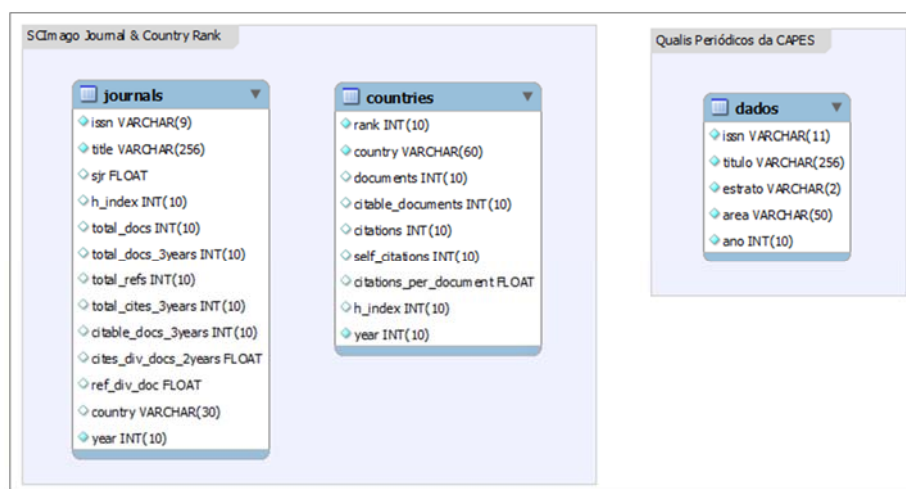 SCImago Journal & Country Rank
journals
issn VARCHAR(9)
title VARCHAR(256)
sjr FLOAT
h_index INT(10)
total_docs INT(10)
total_docs_3years INT(10)
total_refs INT(10)
total_cites_3years INT(10)
citable_docs_3years INT(10)
cites_div_docs_2years FLOAT
ref_div_doc FLOAT
country VARCHAR(30)
year INT(10)
countries
rank INT(10)
country VARCHAR(60)
documents INT(10)
citable_documents INT(10)
citations INT(10)
self_citations INT(10)
citations_per_document FLOAT
h_index INT(10)
year INT(10)
Qualis Periódicos da CAPES
dados
issn VARCHAR(11)
titulo VARCHAR(256)
estrato VARCHAR(2)
area VARCHAR(50)
ano INT(10)